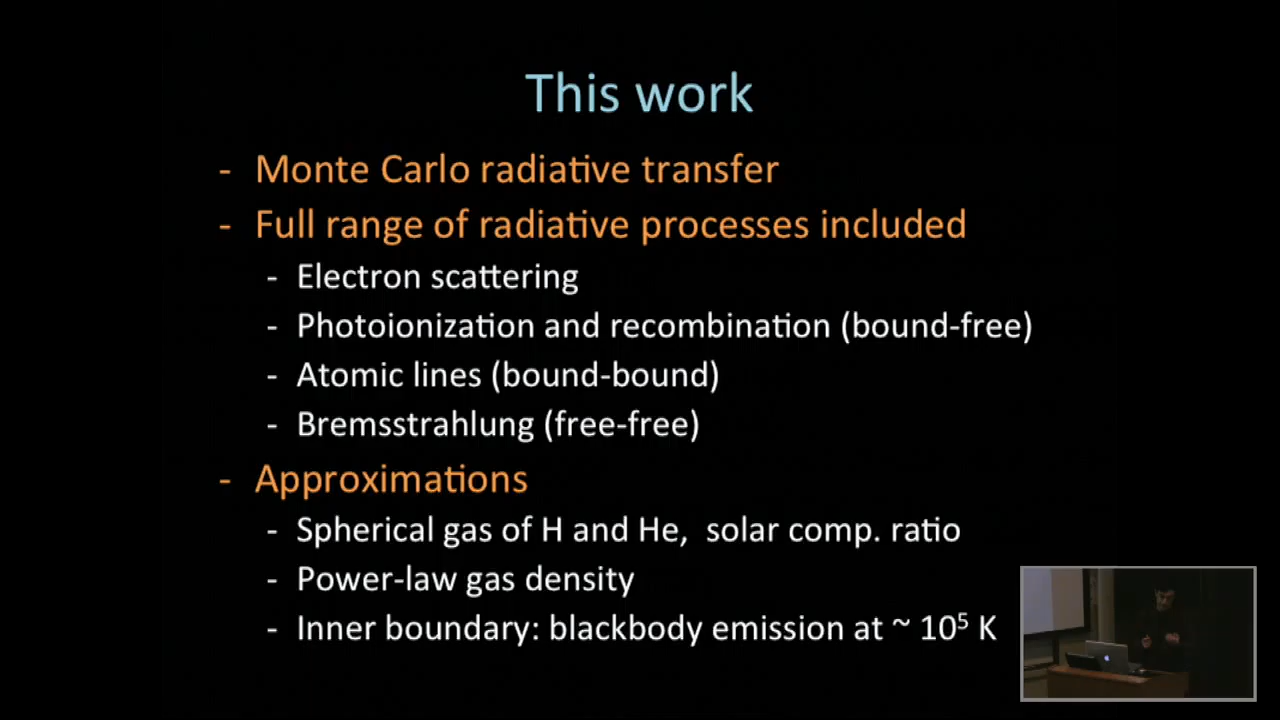 This work
- Monte Carlo radiative transfer
- Full range of radiative processes included
- Electron scattering
- Photoionization and recombination (bound-free)
- Atomic lines (bound-bound)
- Bremsstrahlung (free-free)
- Approximations
- Spherical gas of H and He, solar comp. ratio
- Power-law gas density
- Inner boundary: blackbody emission at ~ 10⁵ K